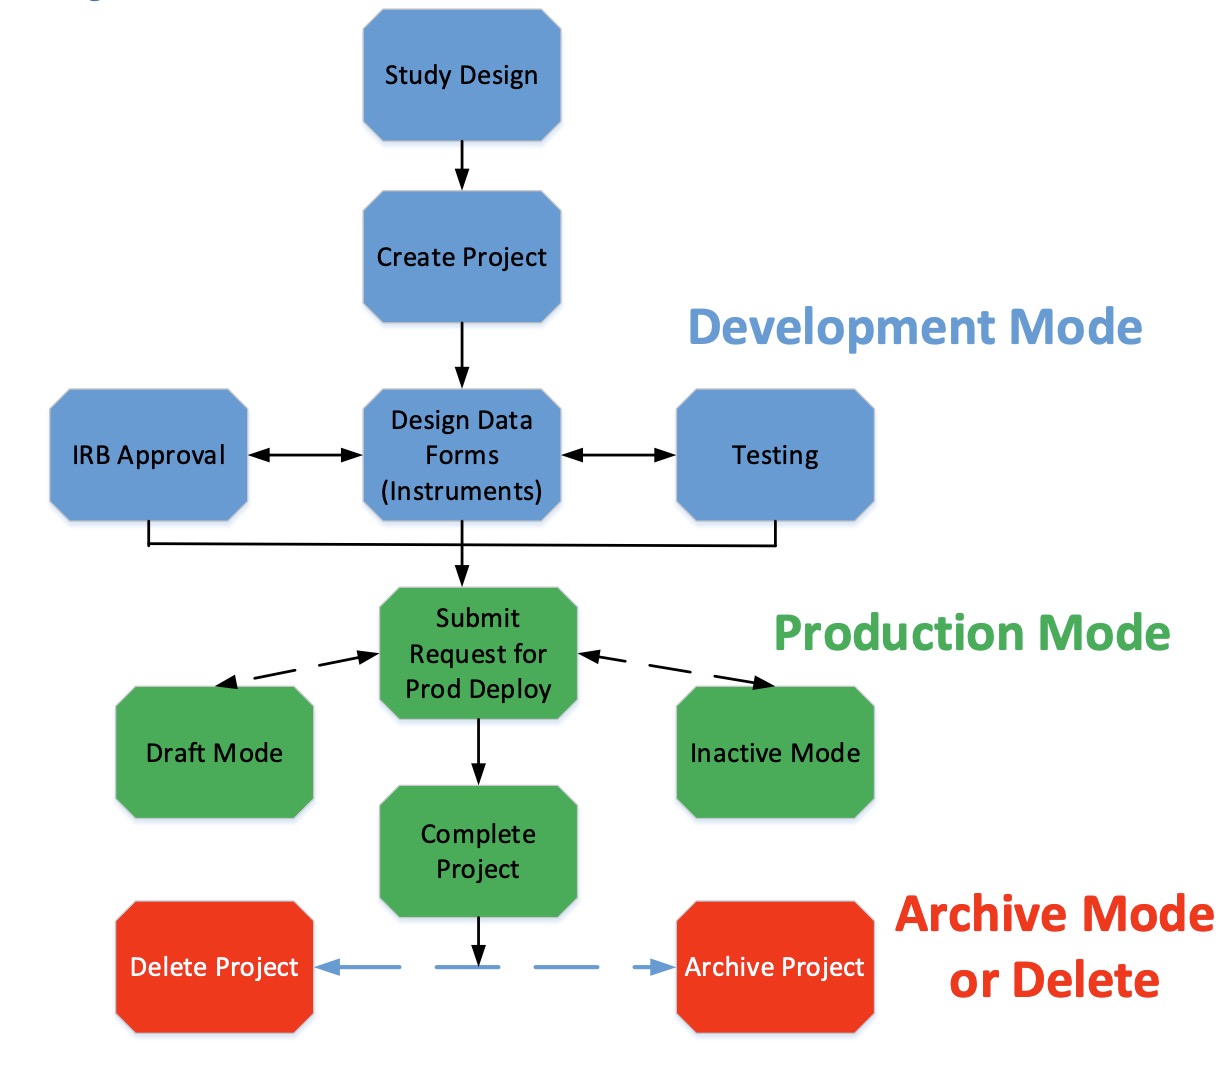 Study Design
Create Project
Development Mode
IRB Approval
Design Data
Forms
(Instruments)
Testing
Submit
Request for
Prod Deploy
Production Mode
Draft Mode
Inactive Mode
Complete
Project
Archive Mode
or Delete
Delete Project
Archive Project